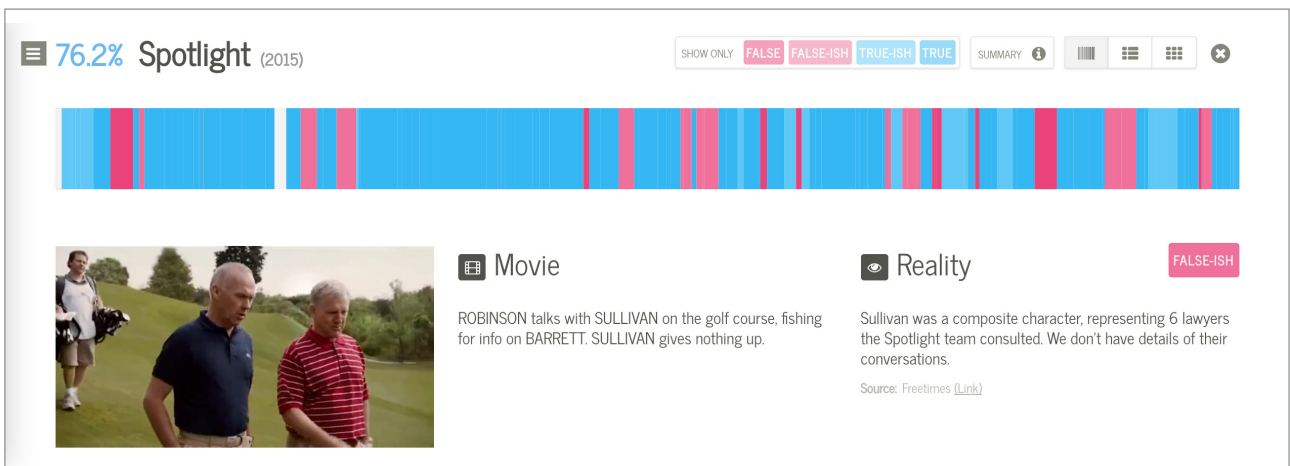 76.2% Spotlight (2015)
SHOW ONLY FALSE FALSE-ISH TRUE-ISH TRUE
SUMMARY
Movie
ROBINSON talks with SULLIVAN on the golf course, fishing
for info on BARRETT. SULLIVAN gives nothing up.
Reality
FALSE-ISH
Sullivan was a composite character, representing 6 lawyers
the Spotlight team consulted. We don't have details of their
conversations.
Source: Freetimes (Link)